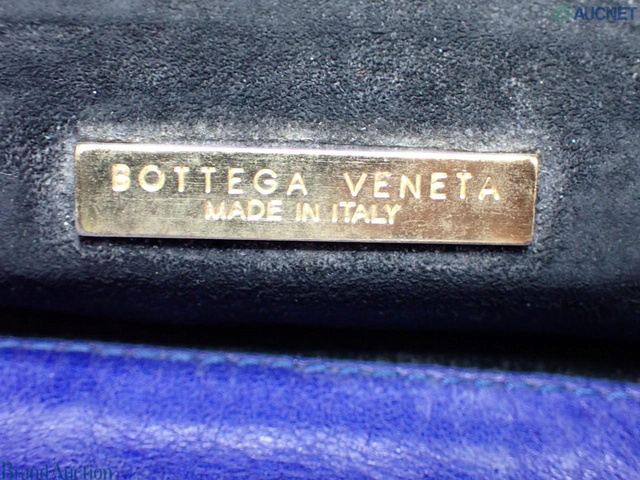 AUCNET
BOTTEGA VENETA
MADE IN ITALY
Brand Auction